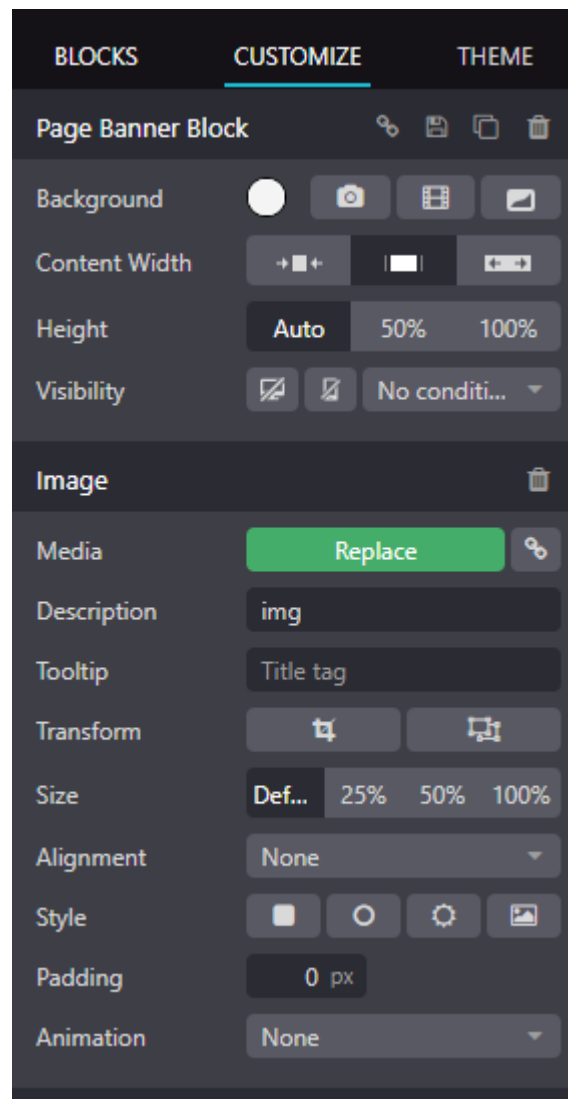 BLOCKS CUSTOMIZE THEME
Page Banner Block
Background
Content Width
Height Auto 50% 100%
Visibility No conditi...
Image
Media Replace
Description img
Tooltip Title tag
Transform
Size Def... 25% 50% 100%
Alignment None
Style
Padding 0 px
Animation None